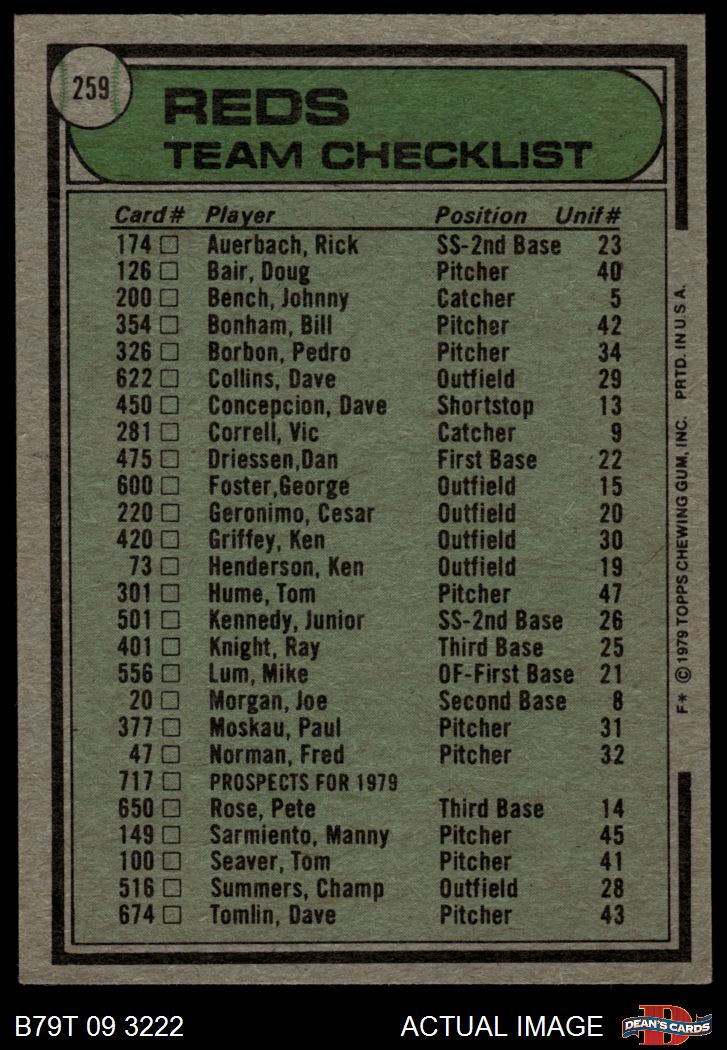 259
REDS
TEAM CHECKLIST
Card# Player Position Unif#
174 Auerbach, Rick SS-2nd Base 23
126 Bair, Doug Pitcher 40
200 Bench, Johnny Catcher 5
354 Bonham, Bill Pitcher 42
326 Borbon, Pedro Pitcher 34
622 Collins, Dave Outfield 29
450 Concepcion, Dave Shortstop 13
281 Correll, Vic Catcher 9
475 Driessen,Dan First Base 22
600 Foster,George Outfield 15
220 Geronimo, Cesar Outfield 20
420 Griffey, Ken Outfield 30
73 Henderson, Ken Outfield 19
301 Hume, Tom Pitcher 47
501 Kennedy, Junior SS-2nd Base 26
401 Knight, Ray Third Base 25
556 Lum, Mike OF-First Base 21
20 Morgan, Joe Second Base 8
377 Moskau, Paul Pitcher 31
47 Norman, Fred Pitcher 32
717 PROSPECTS FOR 1979
650 Rose, Pete Third Base 14
149 Sarmiento, Manny Pitcher 45
100 Seaver, Tom Pitcher 41
516 Summers, Champ Outfield 28
674 Tomlin, Dave Pitcher 43
F* © 1979 TOPPS CHEWING GUM, INC. PRTD. IN U.S.A.
B79T 09 3222 ACTUAL IMAGE
D
DEAN'S CARDS